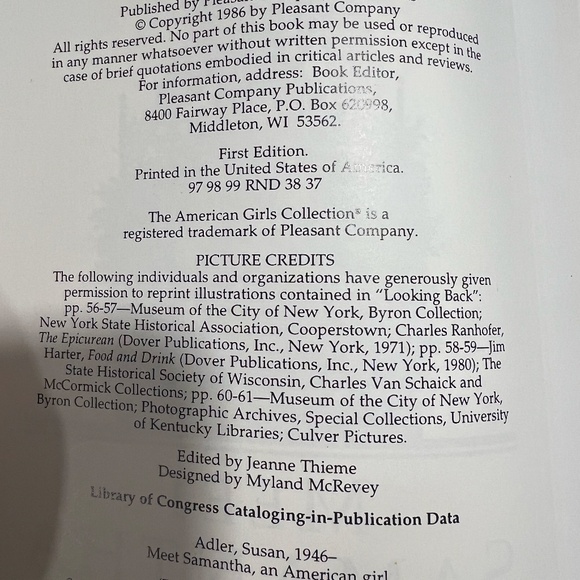 Published by Pleasant Company
© Copyright 1986 by Pleasant Company
All rights reserved. No part of this book may be used or reproduced
in any manner whatsoever without written permission except in the
case of brief quotations embodied in critical articles and reviews.
For information, address: Book Editor,
Pleasant Company Publications,
8400 Fairway Place, P.O. Box 620998,
Middleton, WI 53562.
First Edition.
Printed in the United States of America.
97 98 99 RND 38 37
The American Girls Collection® is a
registered trademark of Pleasant Company.
PICTURE CREDITS
The following individuals and organizations have generously given
permission to reprint illustrations contained in "Looking Back":
pp. 56-57—Museum of the City of New York, Byron Collection;
New York State Historical Association, Cooperstown; Charles Ranhofer,
The Epicurean (Dover Publications, Inc., New York, 1971); pp. 58-59—Jim
Harter, Food and Drink (Dover Publications, Inc., New York, 1980); The
State Historical Society of Wisconsin, Charles Van Schaick and
McCormick Collections; pp. 60-61—Museum of the City of New York,
Byron Collection; Photographic Archives, Special Collections, University
of Kentucky Libraries; Culver Pictures.
Edited by Jeanne Thieme
Designed by Myland McRevey
Library of Congress Cataloging-in-Publication Data
Adler, Susan, 1946–
Meet Samantha, an American girl